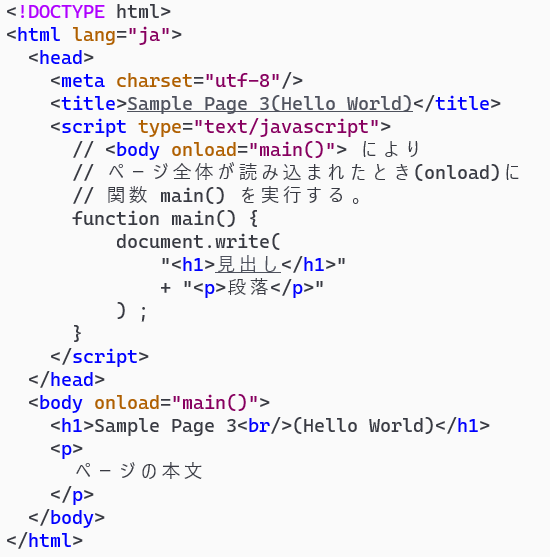 <!DOCTYPE html>
<html lang="ja">
  <head>
    <meta charset="utf-8"/>
    <title>Sample Page 3(Hello World)</title>
    <script type="text/javascript">
      // <body onload="main()"> により
      // ページ全体が読み込まれたとき(onload)に
      // 関数 main() を実行する。
      function main() {
          document.write(
              "<h1>見出し</h1>"
              + "<p>段落</p>"
          ) ;
      }
    </script>
  </head>
  <body onload="main()">
    <h1>Sample Page 3<br/>(Hello World)</h1>
    <p>
      ページの本文
    </p>
  </body>
</html>